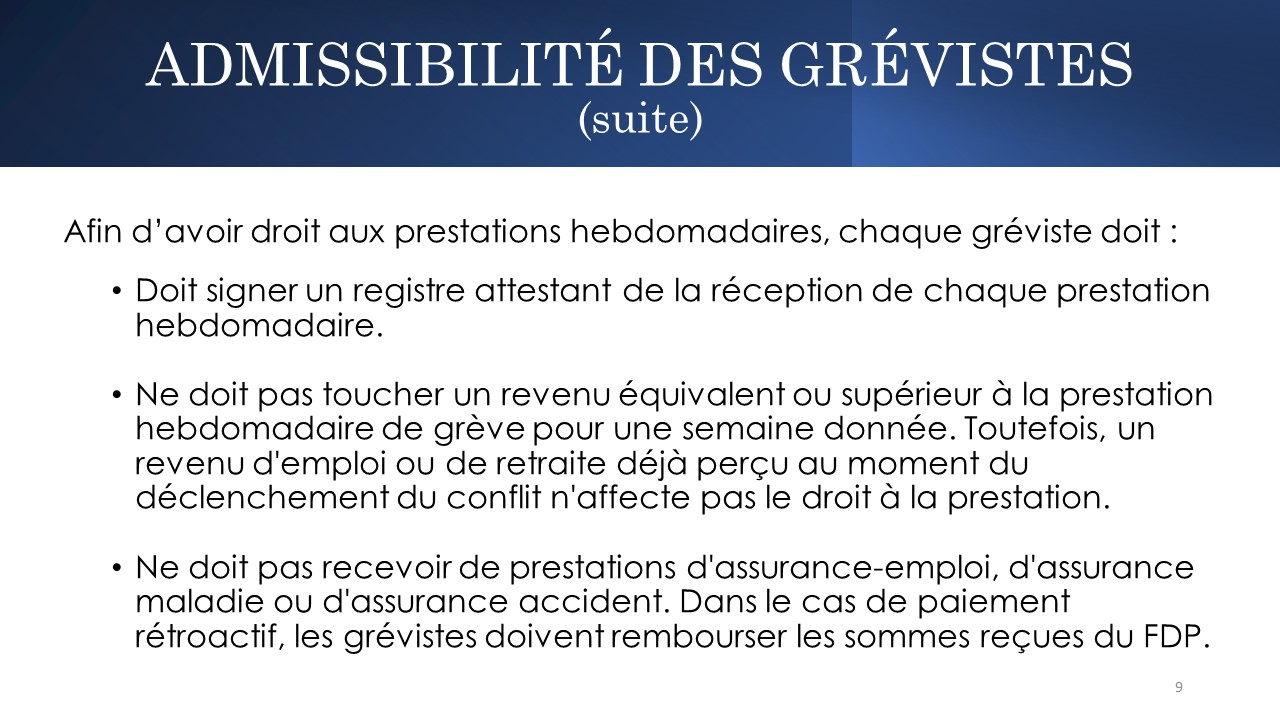 ADMISSIBILITÉ DES GRÉVISTES
(suite)
Afin d’avoir droit aux prestations hebdomadaires, chaque gréviste doit :
• Doit signer un registre attestant de la réception de chaque prestation
hebdomadaire.
• Ne doit pas toucher un revenu équivalent ou supérieur à la prestation
hebdomadaire de grève pour une semaine donnée. Toutefois, un
revenu d'emploi ou de retraite déjà perçu au moment du
déclenchement du conflit n'affecte pas le droit à la prestation.
• Ne doit pas recevoir de prestations d'assurance-emploi, d'assurance
maladie ou d'assurance accident. Dans le cas de paiement
rétroactif, les grévistes doivent rembourser les sommes reçues du FDP.
9